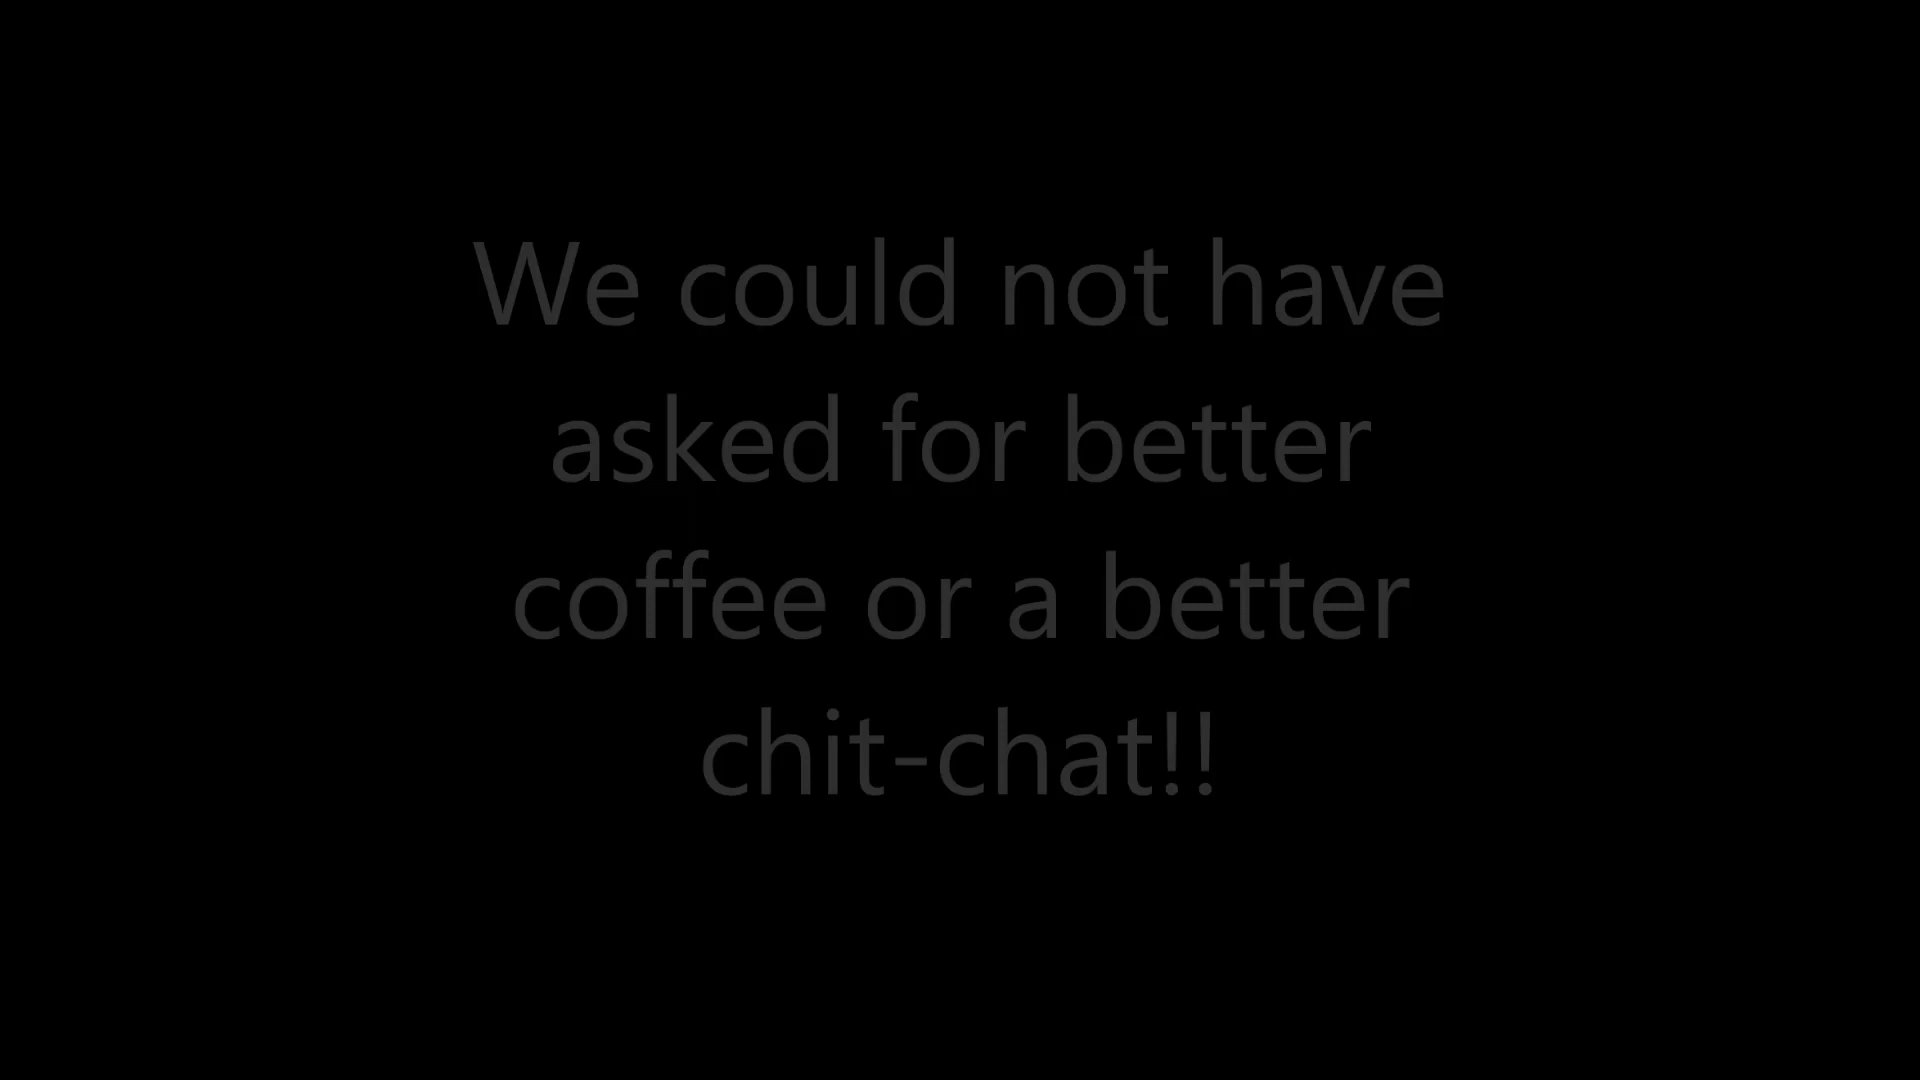 We could not have
asked for better
coffee or a better
chit-chat!!